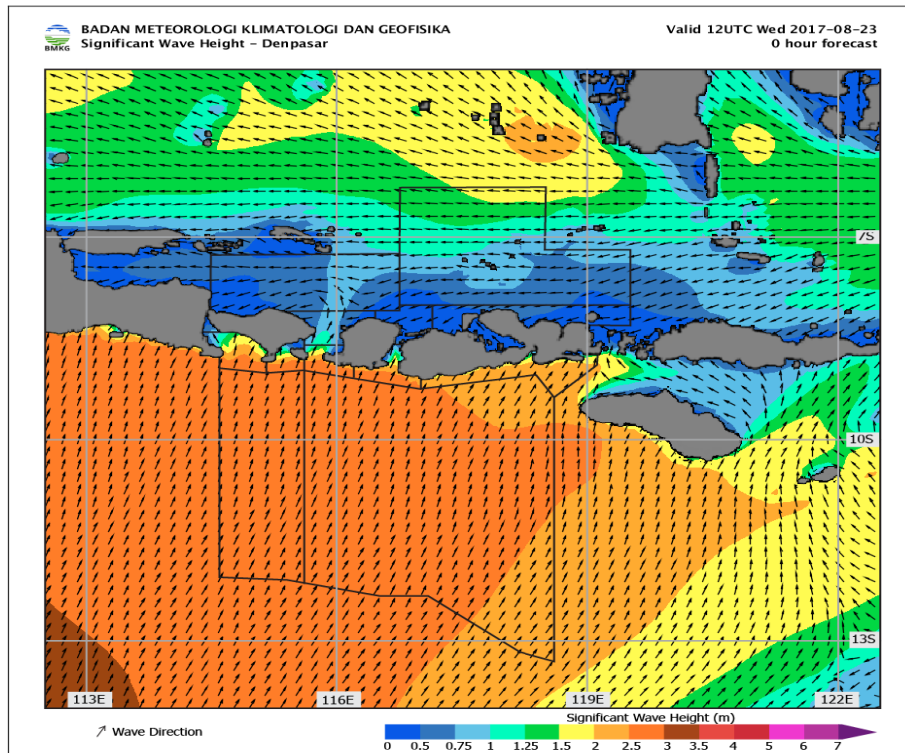 BADAN METEOROLOGI KLIMATOLOGI DAN GEOFISIKA
Significant Wave Height – Denpasar
BMKG
Valid 12UTC Wed 2017–08–23
0 hour forecast
7S
10S
13S
113E 116E 119E 122E
Wave Direction
Significant Wave Height (m)
0 0.5 0.75 1 1.25 1.5 2 2.5 3 3.5 4 5 6 7